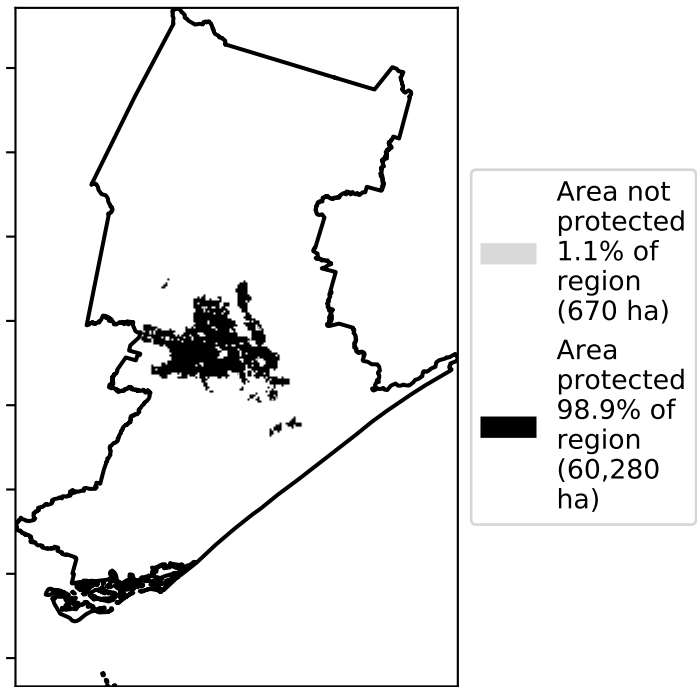 Area not
protected
1.1% of
region
(670 ha)
Area
protected
98.9% of
region
(60,280
ha)